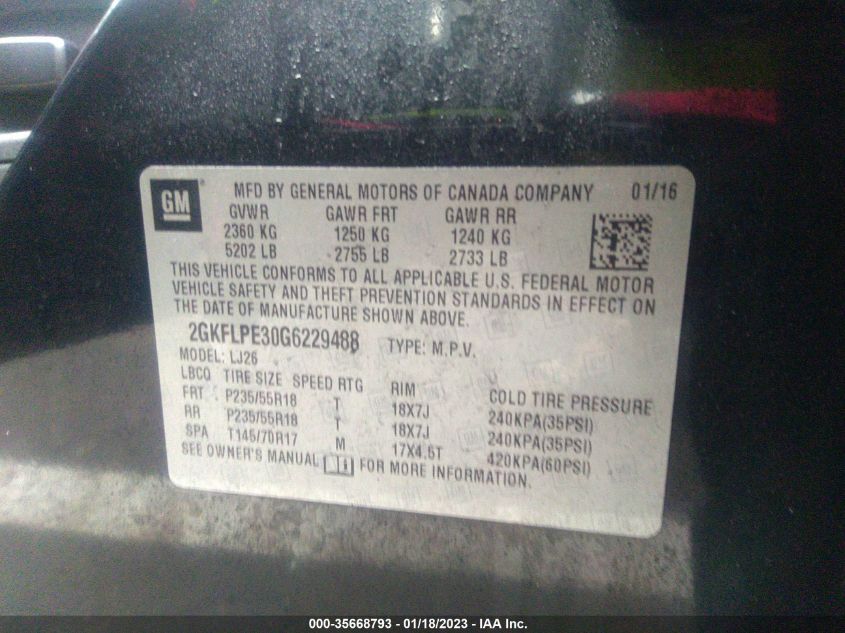 GM ® MFD BY GENERAL MOTORS OF CANADA COMPANY 01/16
GVWR GAWR FRT GAWR RR
2360 KG 1250 KG 1240 KG
5202 LB 2755 LB 2733 LB
THIS VEHICLE CONFORMS TO ALL APPLICABLE U.S. FEDERAL MOTOR
VEHICLE SAFETY AND THEFT PREVENTION STANDARDS IN EFFECT ON
THE DATE OF MANUFACTURE SHOWN ABOVE.
2GKFLPE30G6229488 TYPE: M.P.V.
MODEL: LJ26
LBCQ TIRE SIZE SPEED RTG RIM COLD TIRE PRESSURE
FRT P235/55R18 T 18X7J 240KPA(35PSI)
RR P235/55R18 T 18X7J 240KPA(35PSI)
SPA T145/70R17 M 17X4.5T 420KPA(60PSI)
SEE OWNER'S MANUAL FOR MORE INFORMATION.
000-35668793 - 01/18/2023 - IAA Inc.